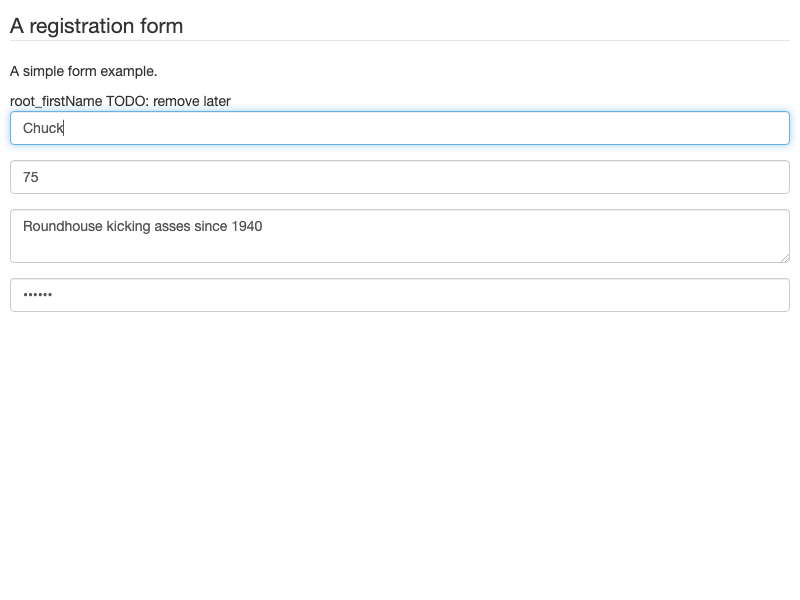 A registration form
A simple form example.
root_firstName TODO: remove later
Chuck
75
Roundhouse kicking asses since 1940
••••••